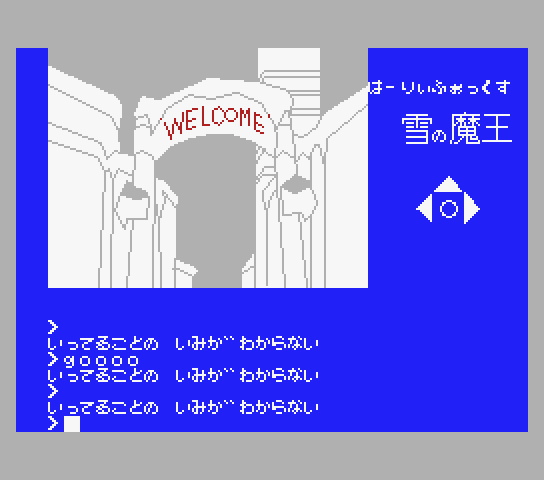 WELCOME
はーりぃふぉっくす
雪の魔王
>
いってることの いみが わからない
>goooo
いってることの いみが わからない
>
いってることの いみが わからない
>